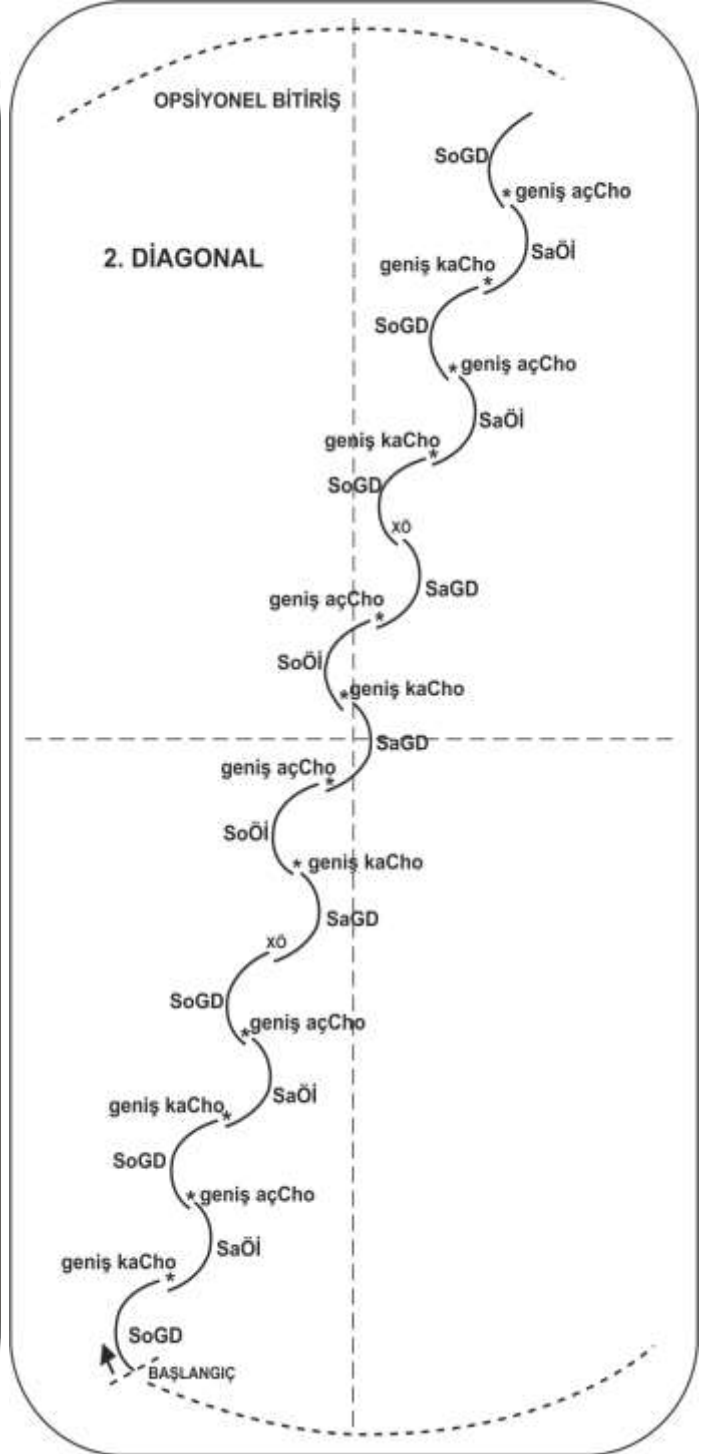 OPSİYONEL BİTİRİŞ
SoGD
* geniş açCho
2. DİAGONAL
SaÖİ
geniş kaCho
*
SoGD
* geniş açCho
SaÖİ
geniş kaCho
*
SoGD
XÖ
SaGD
geniş açCho
*
SoÖİ
* geniş kaCho
SaGD
geniş açCho
*
SoÖİ
* geniş kaCho
SaGD
XÖ
SoGD
* geniş açCho
SaÖİ
geniş kaCho
*
SoGD
* geniş açCho
SaÖİ
geniş kaCho
*
SoGD
BAŞLANGIÇ